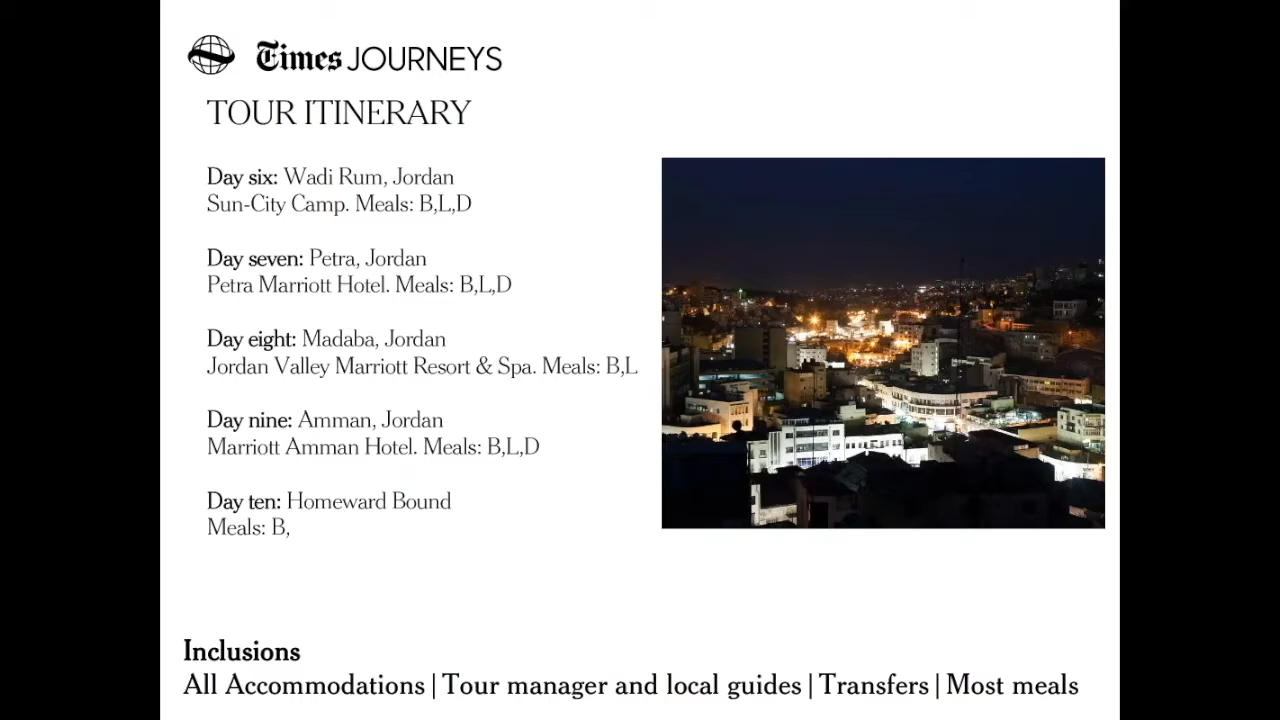 Times JOURNEYS
TOUR ITINERARY
Day six: Wadi Rum, Jordan
Sun-City Camp. Meals: B,L,D
Day seven: Petra, Jordan
Petra Marriott Hotel. Meals: B,L,D
Day eight: Madaba, Jordan
Jordan Valley Marriott Resort & Spa. Meals: B,L
Day nine: Amman, Jordan
Marriott Amman Hotel. Meals: B,L,D
Day ten: Homeward Bound
Meals: B,
Inclusions
All Accommodations | Tour manager and local guides | Transfers | Most meals